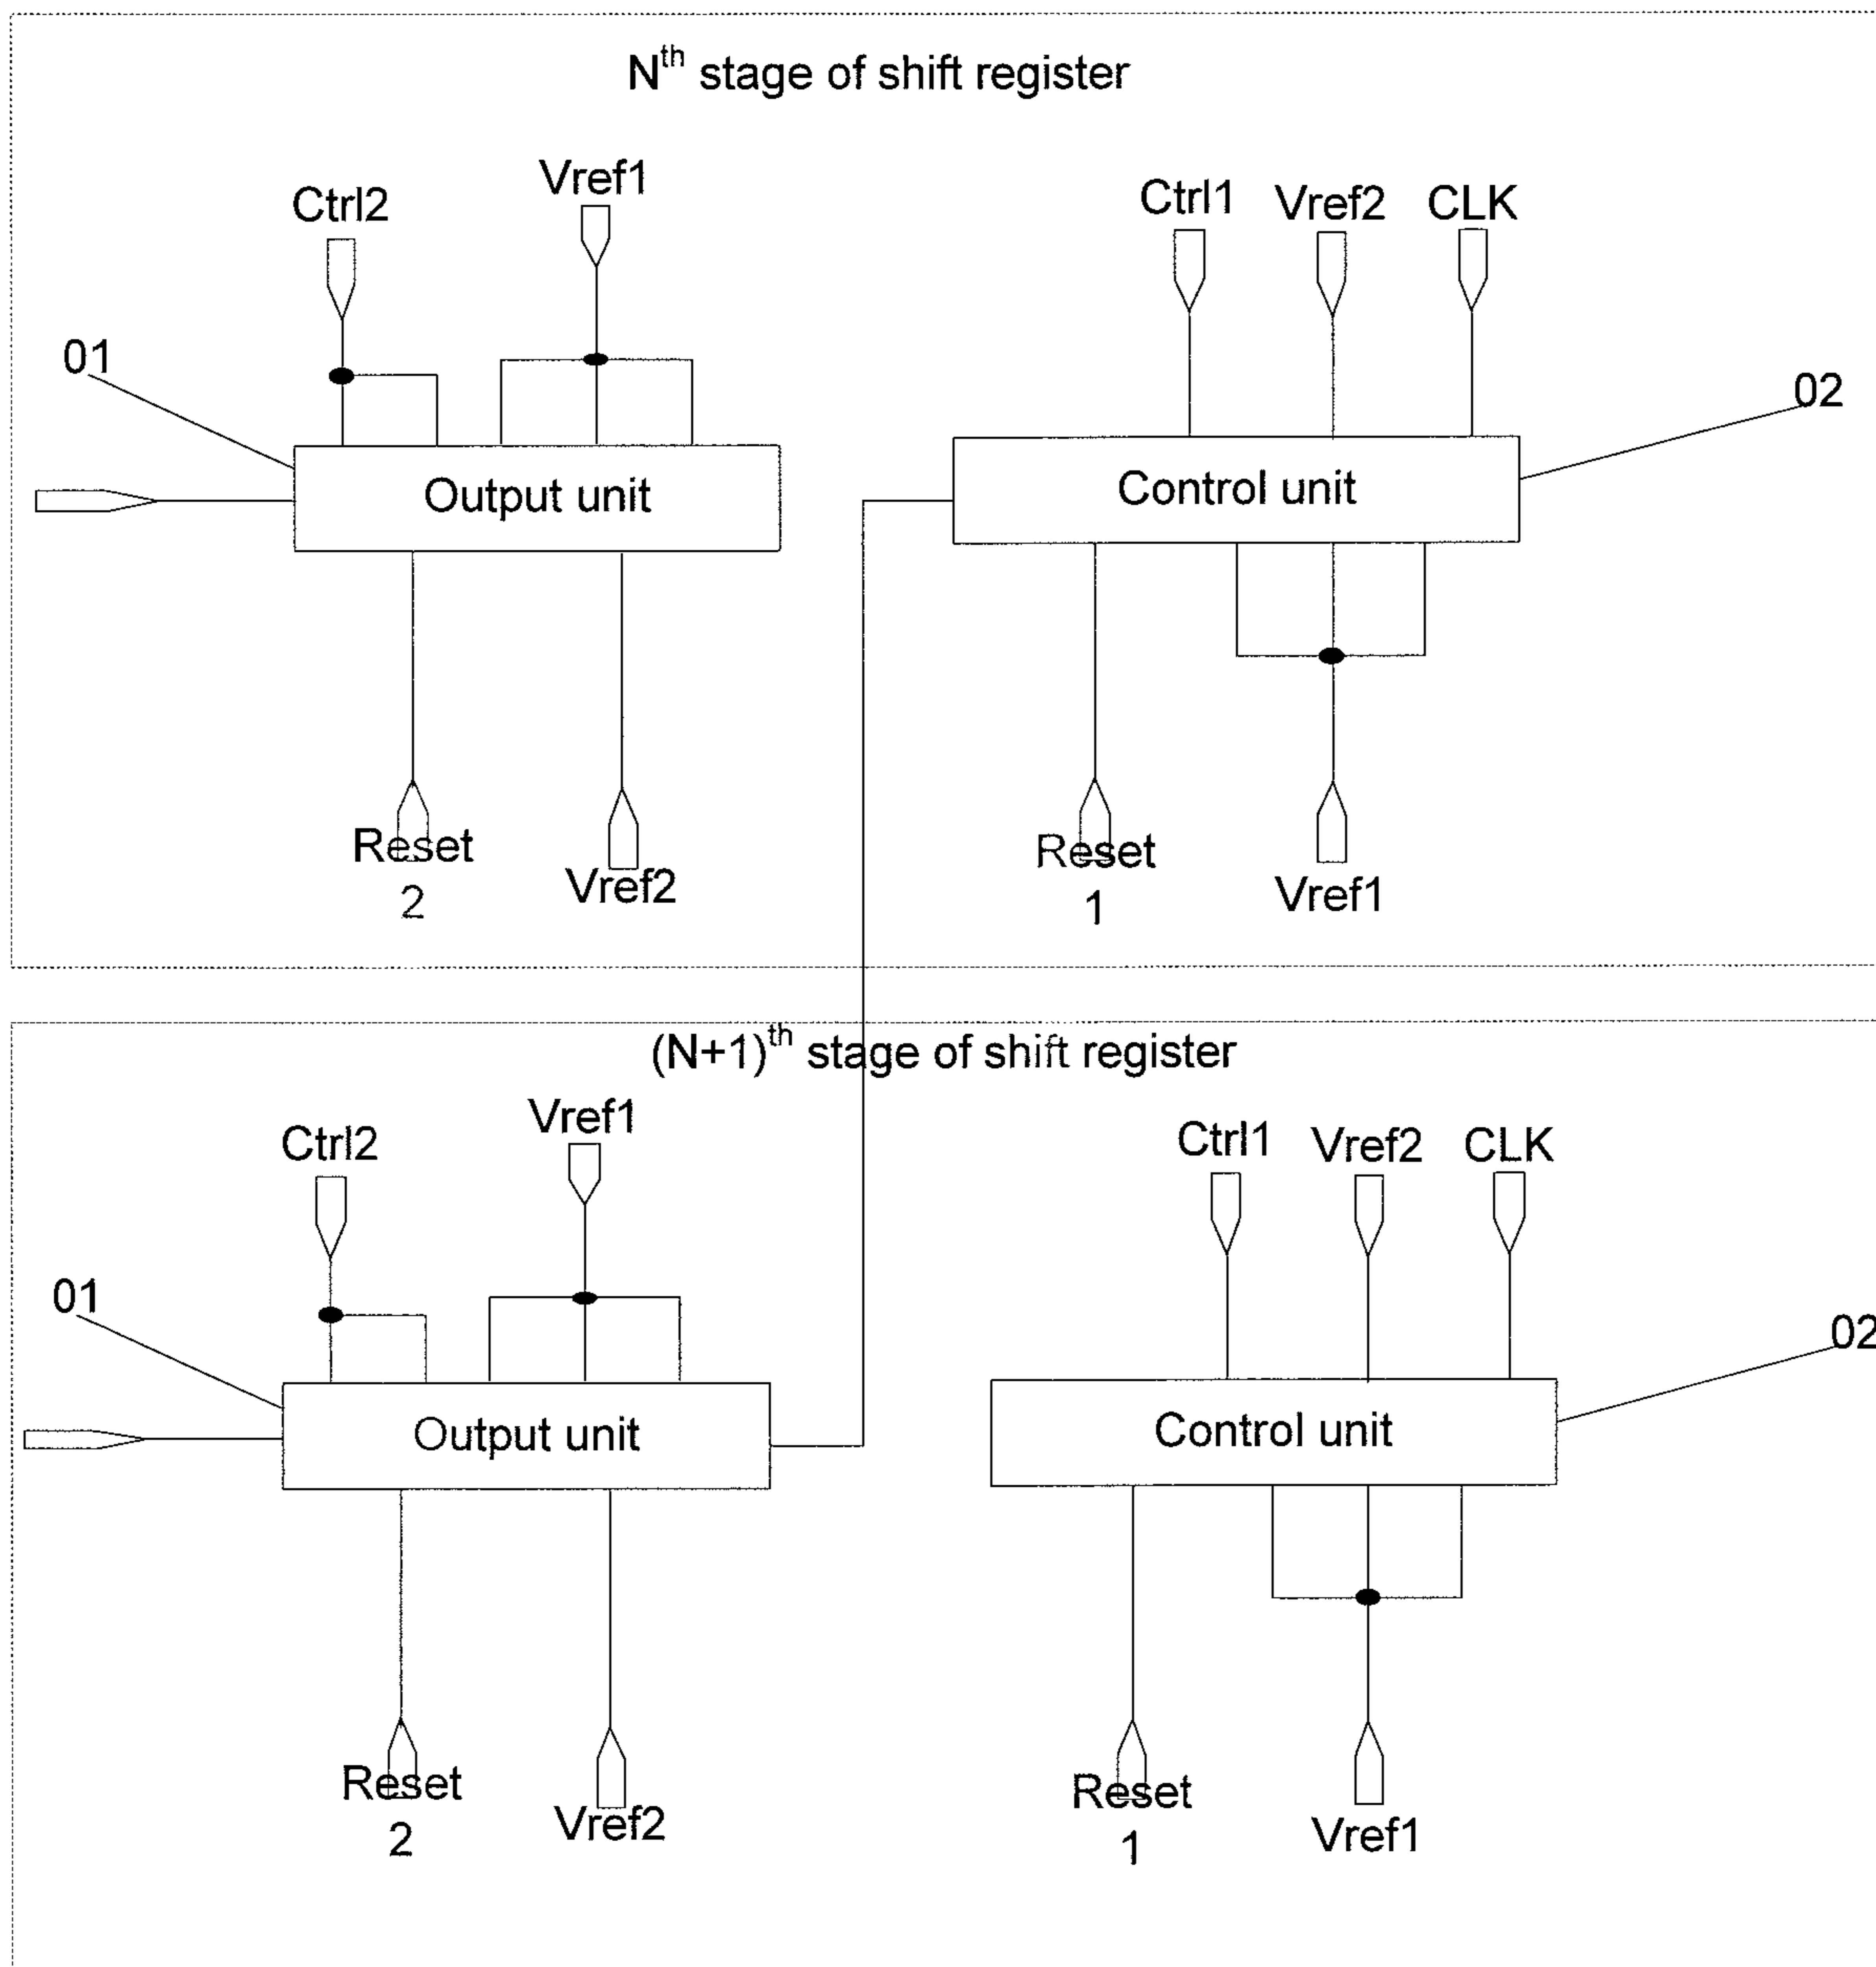 Nth stage of shift register
Vref1
Ctrl2
Ctrl1 Vref2 CLK
01
02
Output unit
Control unit
Reset
2
Vref2
Reset
1
Vref1
(N+1)th stage of shift register
Vref1
Ctrl2
Ctrl1 Vref2 CLK
01
02
Output unit
Control unit
Reset
2
Vref2
Reset
1
Vref1